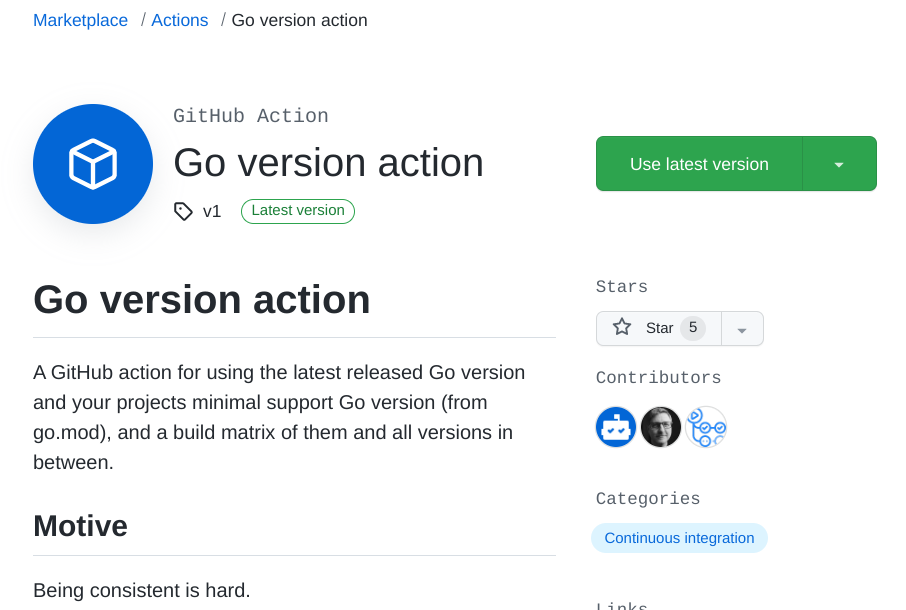 Marketplace / Actions / Go version action
GitHub Action
Go version action
v1 Latest version
Use latest version
Go version action
A GitHub action for using the latest released Go version
and your projects minimal support Go version (from
go.mod), and a build matrix of them and all versions in
between.
Motive
Being consistent is hard.
Stars
Star 5
Contributors
Categories
Continuous integration
Links